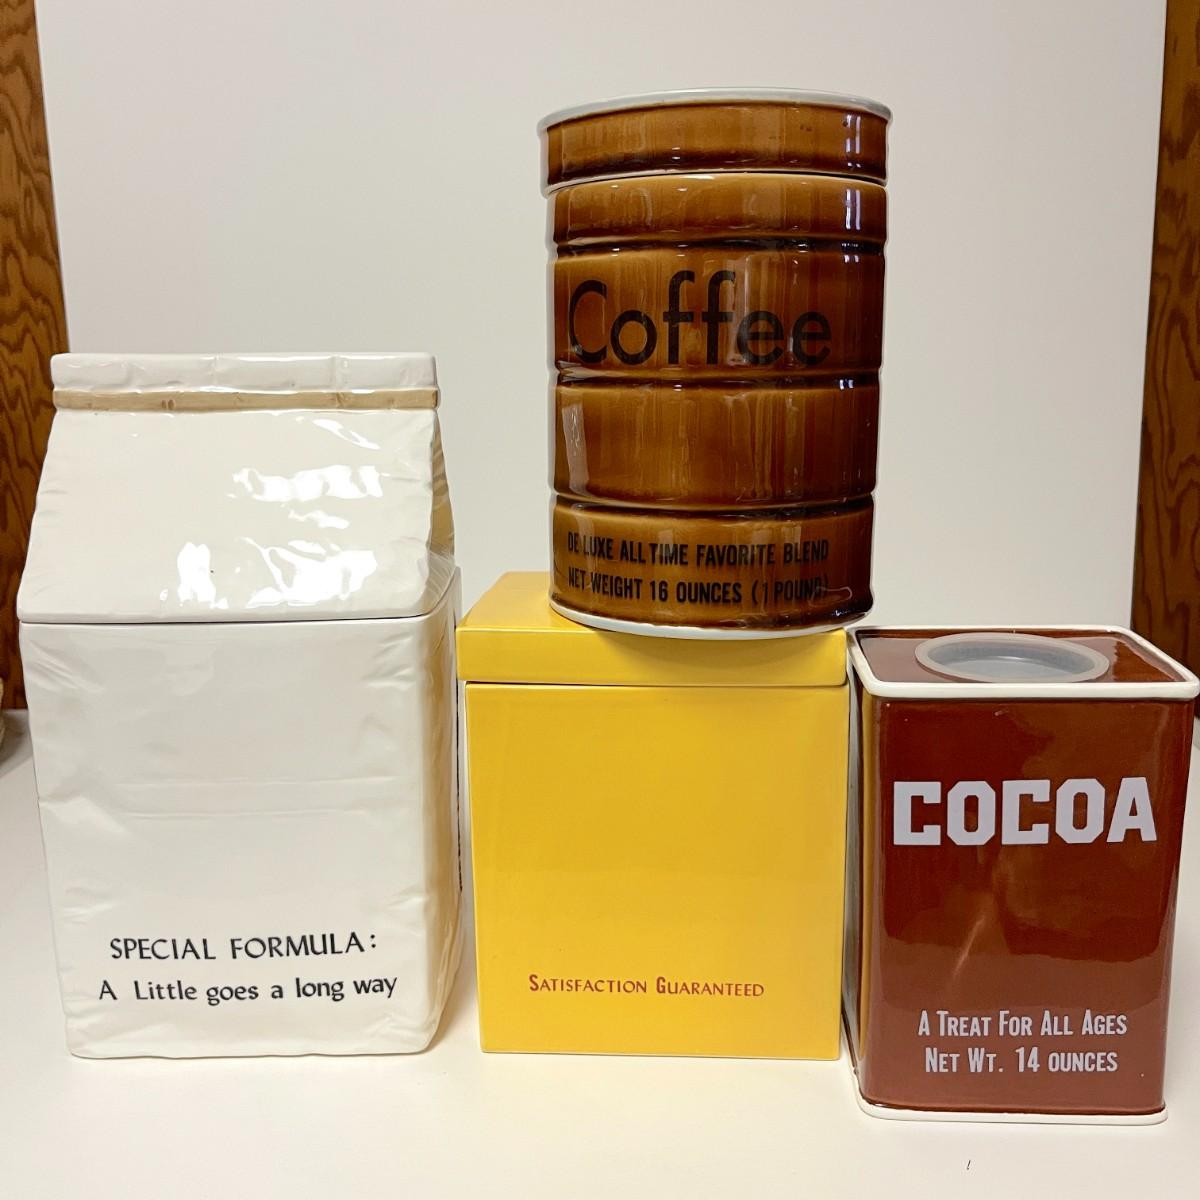 Coffee
DE LUXE ALL TIME FAVORITE BLEND
NET WEIGHT 16 OUNCES (1 POUND)
SPECIAL FORMULA:
A Little goes a long way
SATISFACTION GUARANTEED
COCOA
A TREAT FOR ALL AGES
NET WT. 14 OUNCES